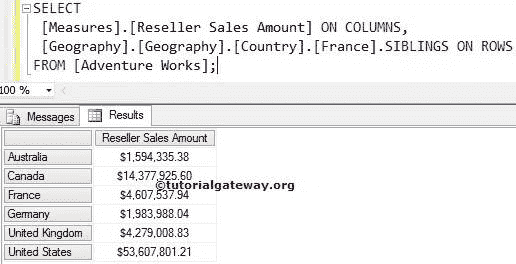 SELECT
[Measures].[Reseller Sales Amount] ON COLUMNS,
[Geography].[Geography].[Country].[France].SIBLINGS ON ROWS
FROM [Adventure Works];
100 %
Messages Results
Reseller Sales Amount
Australia $1,594,335.38
Canada $14,377,925.60
©tutorialgateway.org
France $4,607,537.94
Germany $1,983,988.04
United Kingdom $4,279,008.83
United States $53,607,801.21